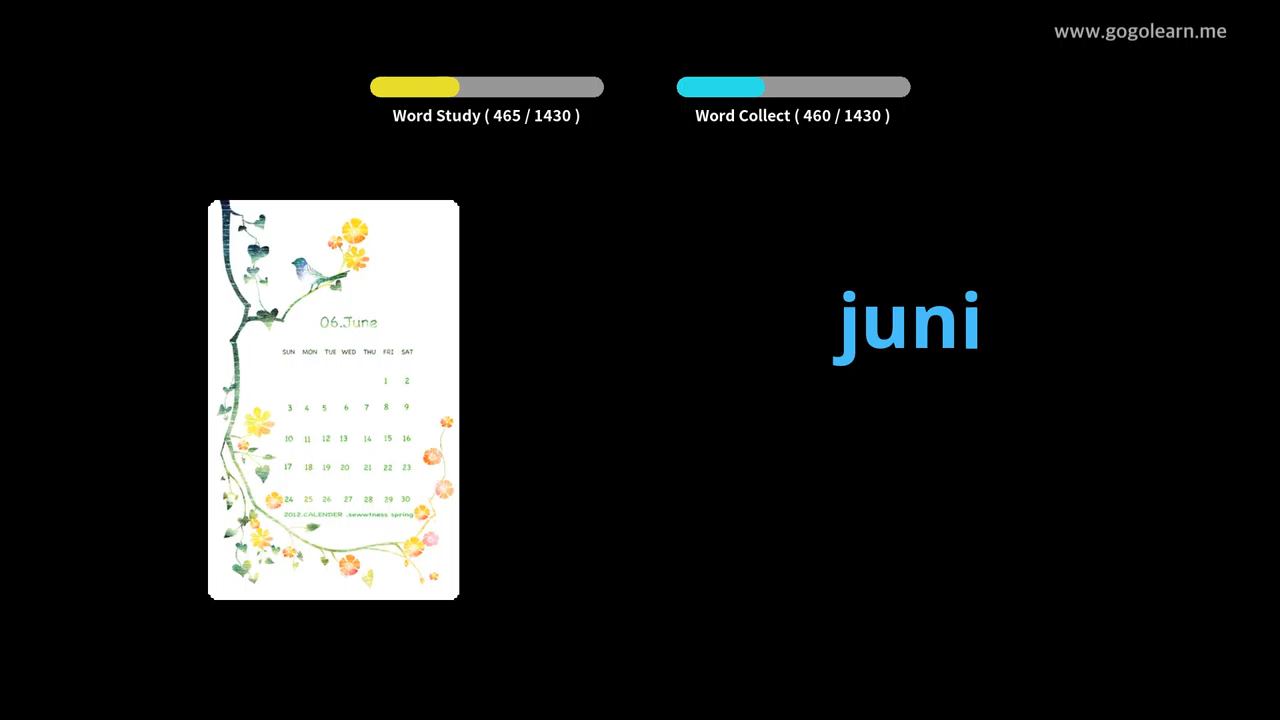 www.gogolearn.me
Word Study ( 465 / 1430 )
Word Collect ( 460 / 1430 )
06.June
SUN MON TUE WED THU FRI SAT
1 2
3 4 5 6 7 8 9
10 11 12 13 14 15 16
17 18 19 20 21 22 23
24 25 26 27 28 29 30
2012.CALENDER .sewwtness spring
juni